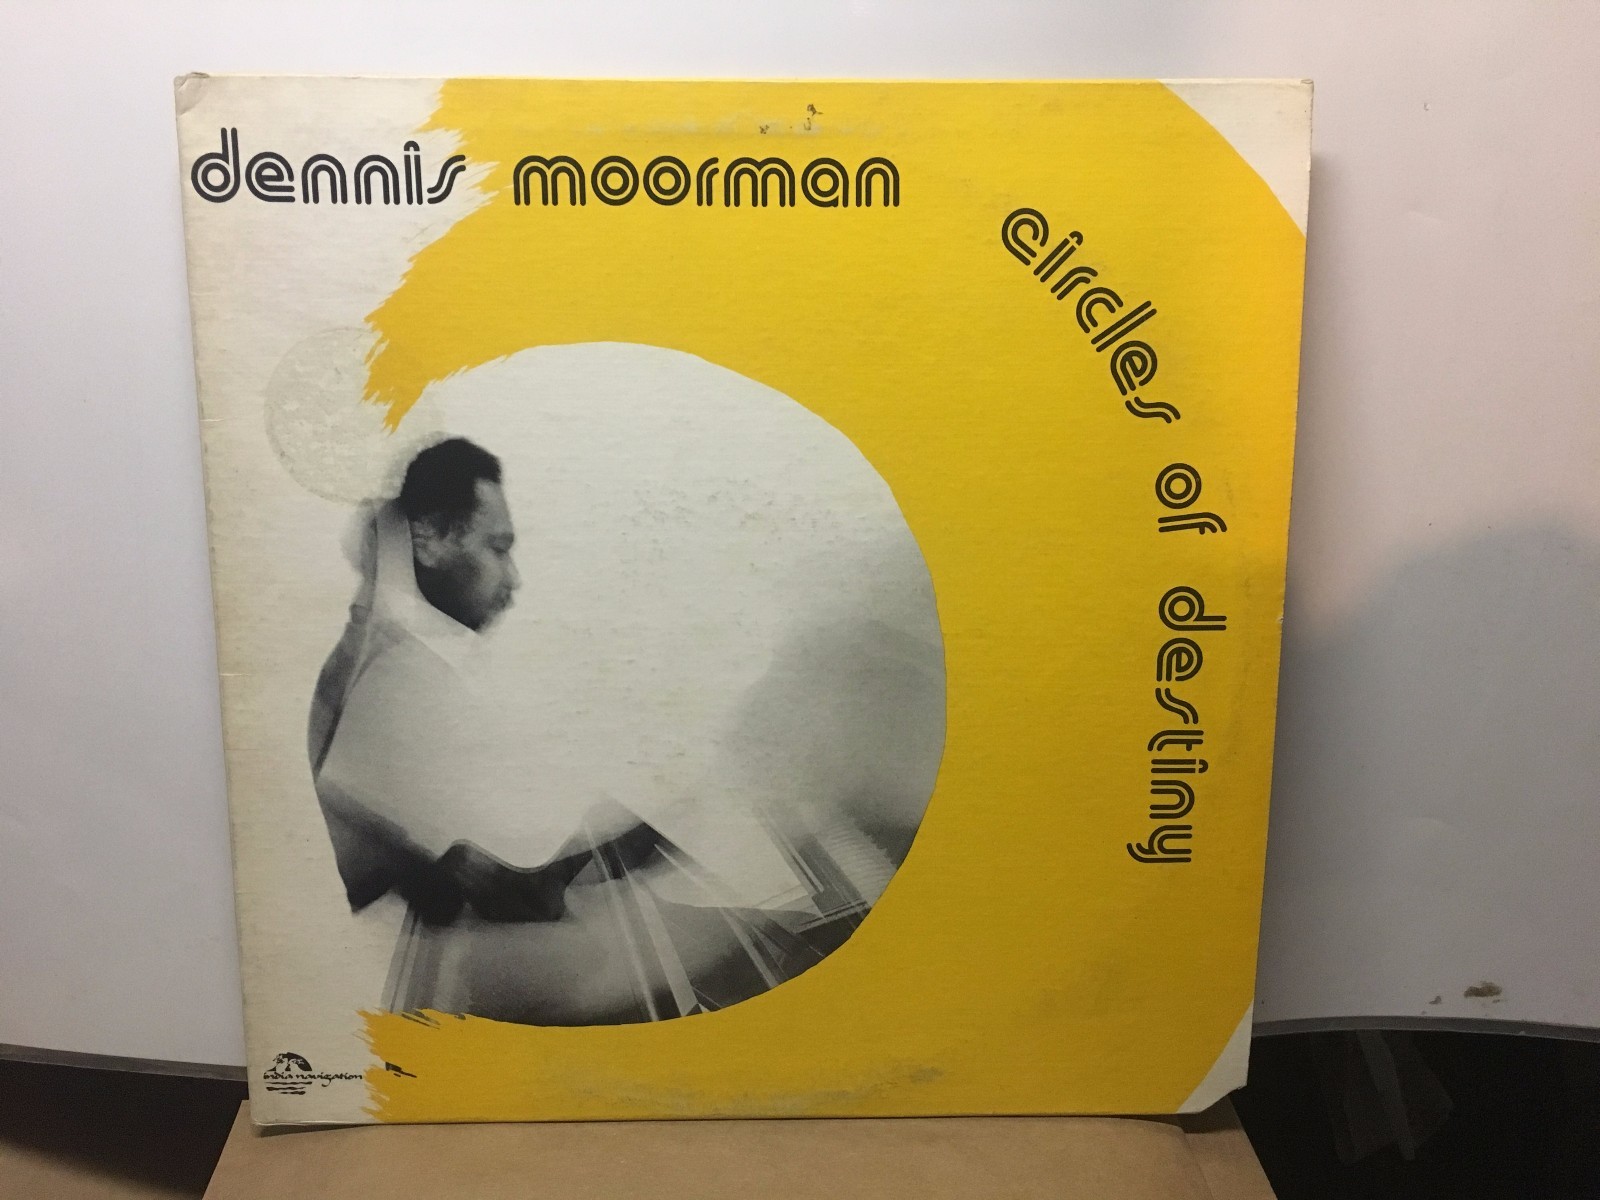 dennis moorman
circles of destiny
india navigation